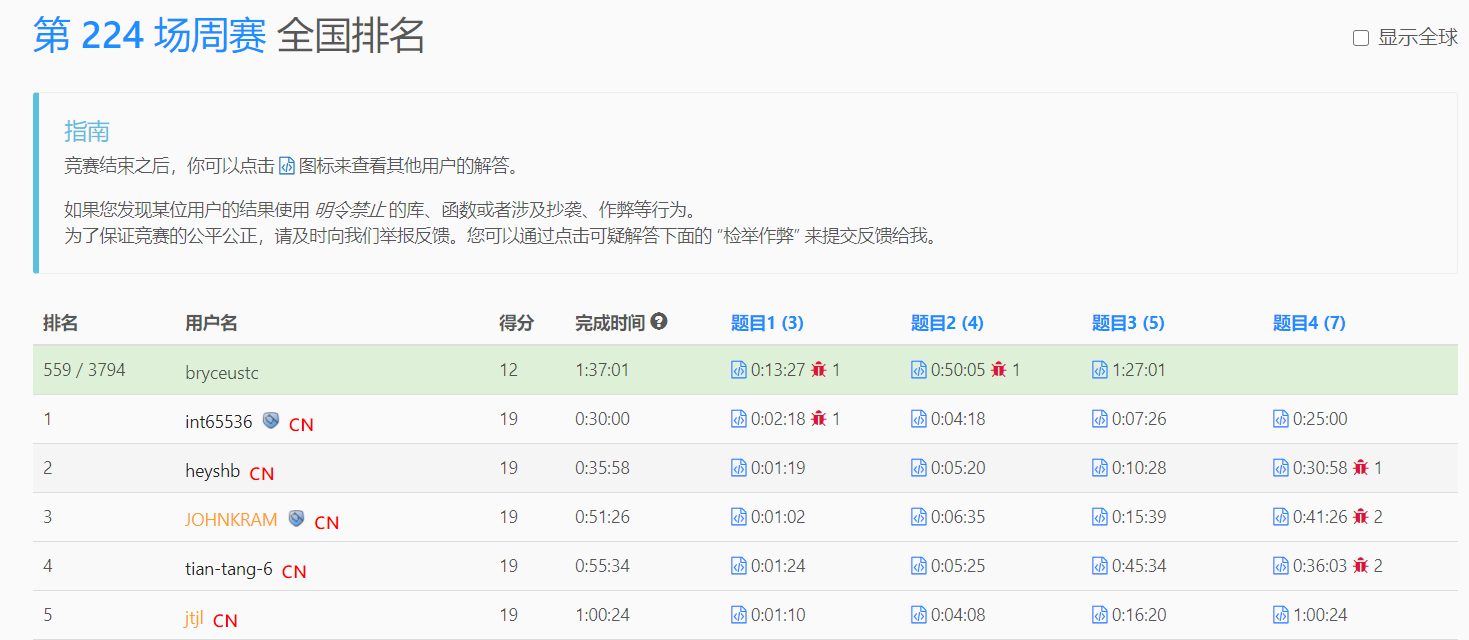 第 224 场周赛 全国排名
显示全球
指南
竞赛结束之后，你可以点击 图标来查看其他用户的解答。
如果您发现某位用户的结果使用 明令禁止 的库、函数或者涉及抄袭、作弊等行为。
为了保证竞赛的公平公正，请及时向我们举报反馈。您可以通过点击可疑解答下面的 “检举作弊” 来提交反馈给我。
排名 用户名 得分 完成时间 题目1 (3) 题目2 (4) 题目3 (5) 题目4 (7)
559 / 3794 bryceustc 12 1:37:01 0:13:27 1 0:50:05 1 1:27:01
1 int65536 CN 19 0:30:00 0:02:18 1 0:04:18 0:07:26 0:25:00
2 heyshb CN 19 0:35:58 0:01:19 0:05:20 0:10:28 0:30:58 1
3 JOHNKRAM CN 19 0:51:26 0:01:02 0:06:35 0:15:39 0:41:26 2
4 tian-tang-6 CN 19 0:55:34 0:01:24 0:05:25 0:45:34 0:36:03 2
5 jtjl CN 19 1:00:24 0:01:10 0:04:08 0:16:20 1:00:24